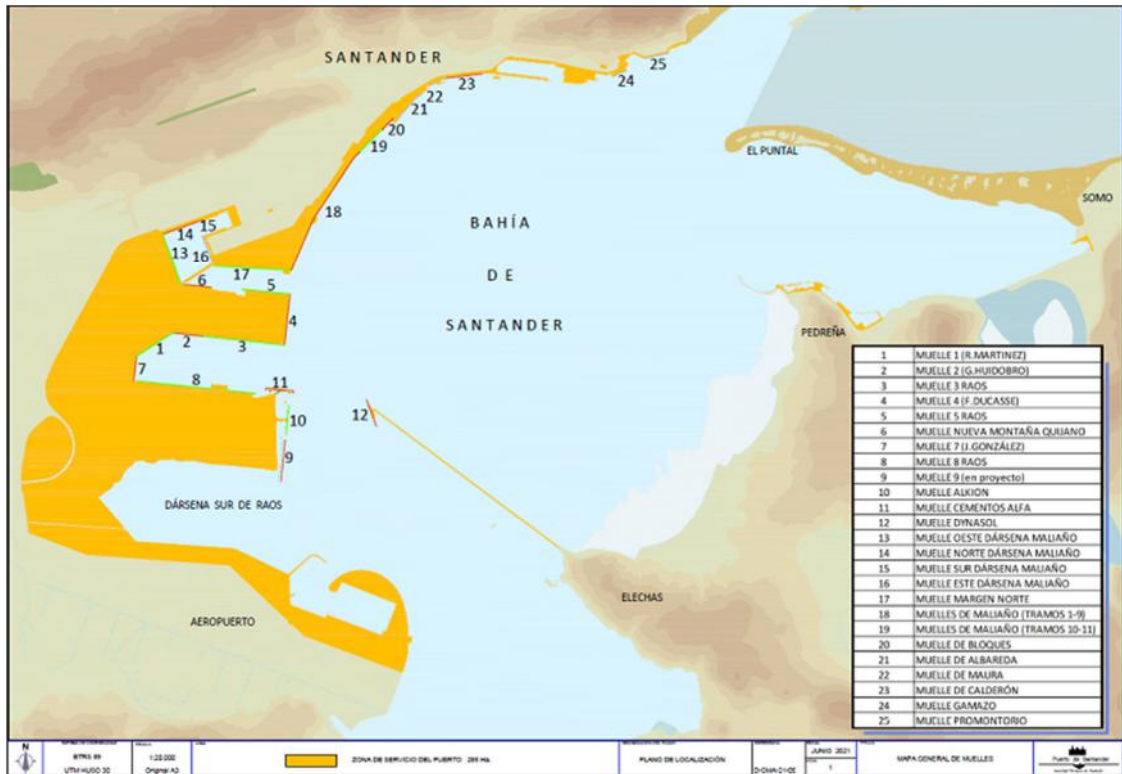 SANTANDER
23
25
24
22
21
20
19
EL PUNTAL
SOMO
18
BAHÍA
DE
SANTANDER
15
14
13
16
17
6
5
4
PEDREÑA
2
1
3
7
8
11
12
10
9
DÁRSENA SUR DE RAOS
ELECHAS
AEROPUERTO
1 MUELLE 1 (R.MARTINEZ)
2 MUELLE 2 (G.HUIDOBRO)
3 MUELLE 3 RAOS
4 MUELLE 4 (F.DUCASSE)
5 MUELLE 5 RAOS
6 MUELLE NUEVA MONTAÑA QUIJANO
7 MUELLE 7 (J.GONZÁLEZ)
8 MUELLE 8 RAOS
9 MUELLE 9 (en proyecto)
10 MUELLE ALKION
11 MUELLE CEMENTOS ALFA
12 MUELLE DYNASOL
13 MUELLE OESTE DÁRSENA MALIAÑO
14 MUELLE NORTE DÁRSENA MALIAÑO
15 MUELLE SUR DÁRSENA MALIAÑO
16 MUELLE ESTE DÁRSENA MALIAÑO
17 MUELLE MARGEN NORTE
18 MUELLES DE MALIAÑO (TRAMOS 1-9)
19 MUELLES DE MALIAÑO (TRAMOS 10-11)
20 MUELLE DE BLOQUES
21 MUELLE DE ALBAREDA
22 MUELLE DE MAURA
23 MUELLE DE CALDERÓN
24 MUELLE GAMAZO
25 MUELLE PROMONTORIO
N
ETRS 89
UTM HUSO 30
Original A3
ZONA DE SERVICIO DEL PUERTO
PLANO DE LOCALIZACIÓN
JUNIO 2021
1
MAPA GENERAL DE MUELLES
Puerto de Santander